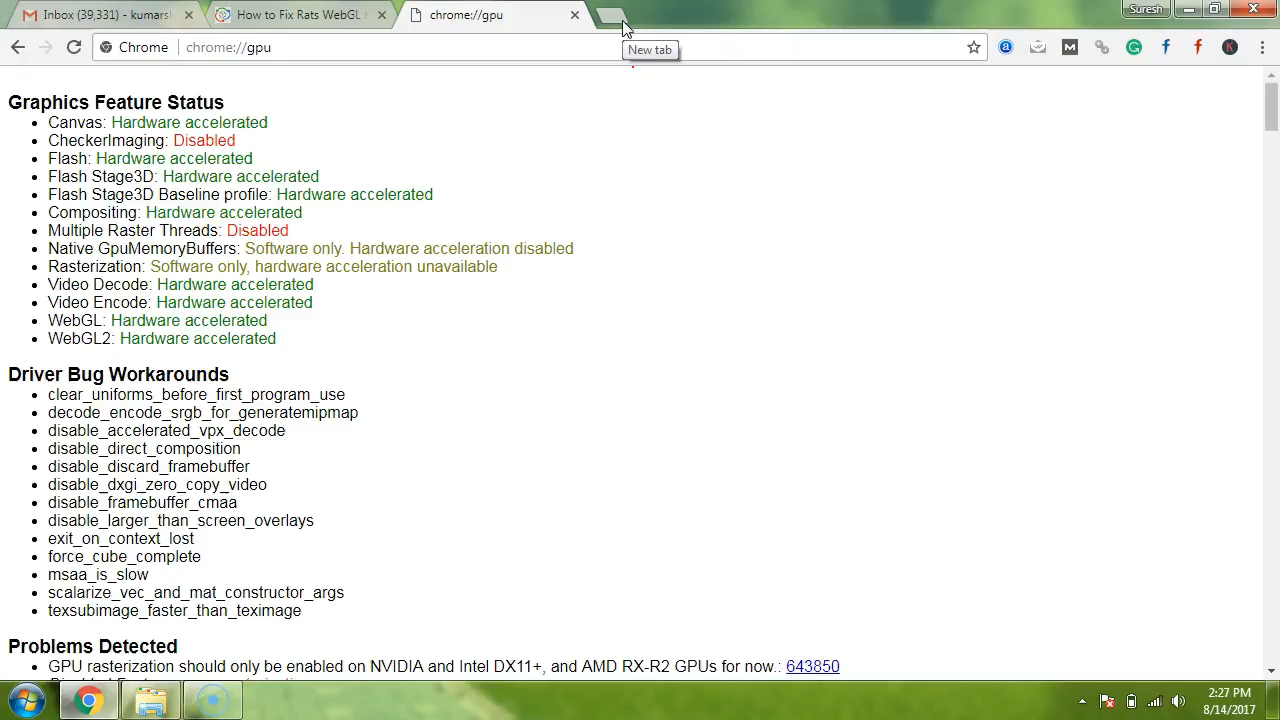 Inbox (39,331) - kumars
How to Fix Rats WebGL
chrome://gpu
Suresh
Chrome
chrome://gpu
New tab
Graphics Feature Status
Canvas: Hardware accelerated
CheckerImaging: Disabled
Flash: Hardware accelerated
Flash Stage3D: Hardware accelerated
Flash Stage3D Baseline profile: Hardware accelerated
Compositing: Hardware accelerated
Multiple Raster Threads: Disabled
Native GpuMemoryBuffers: Software only. Hardware acceleration disabled
Rasterization: Software only, hardware acceleration unavailable
Video Decode: Hardware accelerated
Video Encode: Hardware accelerated
WebGL: Hardware accelerated
WebGL2: Hardware accelerated
Driver Bug Workarounds
clear_uniforms_before_first_program_use
decode_encode_srgb_for_generatemipmap
disable_accelerated_vpx_decode
disable_direct_composition
disable_discard_framebuffer
disable_dxgi_zero_copy_video
disable_framebuffer_cmaa
disable_larger_than_screen_overlays
exit_on_context_lost
force_cube_complete
msaa_is_slow
scalarize_vec_and_mat_constructor_args
texsubimage_faster_than_teximage
Problems Detected
GPU rasterization should only be enabled on NVIDIA and Intel DX11+, and AMD RX-R2 GPUs for now.: 643850
2:27 PM
8/14/2017